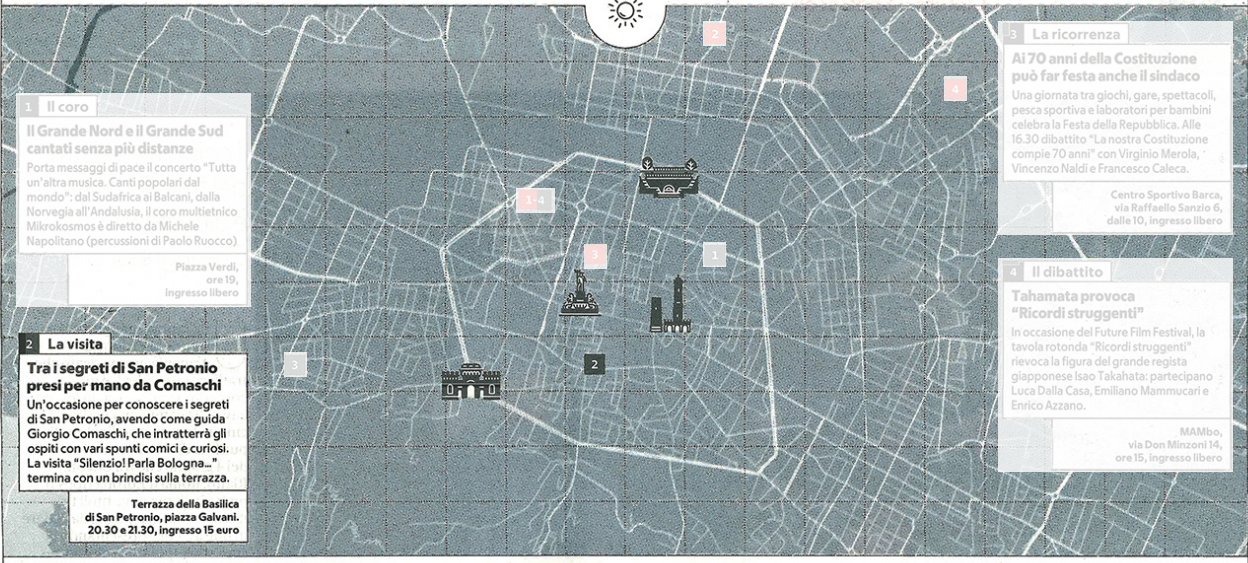 1 Il coro
Il Grande Nord e il Grande Sud
cantati senza più distanze
Porta messaggi di pace il concerto "Tutta
un'altra musica. Canti popolari dal
mondo": dal Sudafrica ai Balcani, dalla
Norvegia all'Andalusia, il coro multietnico
Mikrokosmos è diretto da Michele
Napolitano (percussioni di Paolo Ruocco)
Piazza Verdi,
ore 19,
ingresso libero
2 La visita
Tra i segreti di San Petronio
presi per mano da Comaschi
Un'occasione per conoscere i segreti
di San Petronio, avendo come guida
Giorgio Comaschi, che intratterrà gli
ospiti con vari spunti comici e curiosi.
La visita "Silenzio! Parla Bologna..."
termina con un brindisi sulla terrazza.
Terrazza della Basilica
di San Petronio, piazza Galvani.
20.30 e 21.30, ingresso 15 euro
2
4
1-4
3
1
3
2
3 La ricorrenza
Ai 70 anni della Costituzione
può far festa anche il sindaco
Una giornata tra giochi, gare, spettacoli,
pesca sportiva e laboratori per bambini
celebra la Festa della Repubblica. Alle
16.30 dibattito "La nostra Costituzione
compie 70 anni" con Virginio Merola,
Vincenzo Naldi e Francesco Caleca.
Centro Sportivo Barca,
via Raffaello Sanzio 6,
dalle 10, ingresso libero
4 Il dibattito
Tahamata provoca
"Ricordi struggenti"
In occasione del Future Film Festival, la
tavola rotonda "Ricordi struggenti"
rievoca la figura del grande regista
giapponese Isao Takahata: partecipano
Luca Dalla Casa, Emiliano Mammucari e
Enrico Azzano.
MAMbo,
via Don Minzoni 14,
ore 15, ingresso libero